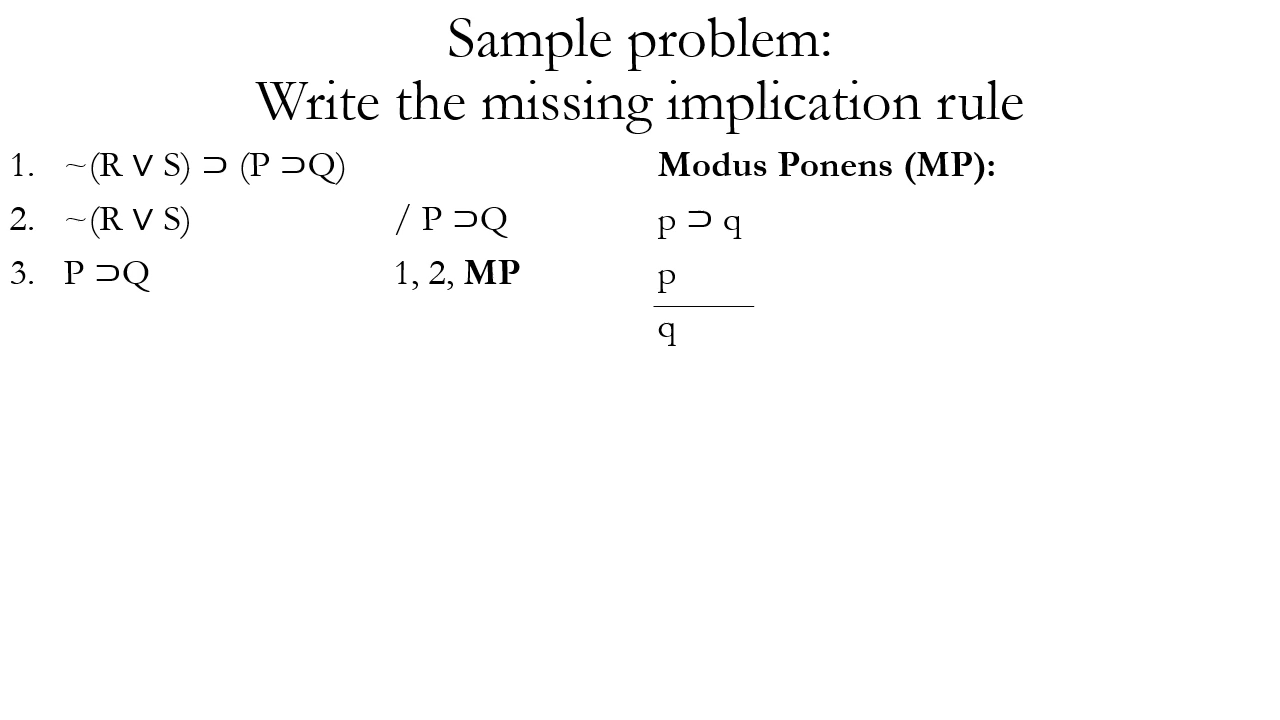 Sample problem:
Write the missing implication rule
1. ~(R ∨ S) ⊃ (P ⊃Q)
2. ~(R ∨ S) / P ⊃Q
3. P ⊃Q 1, 2, MP
Modus Ponens (MP):
p ⊃ q
p
q